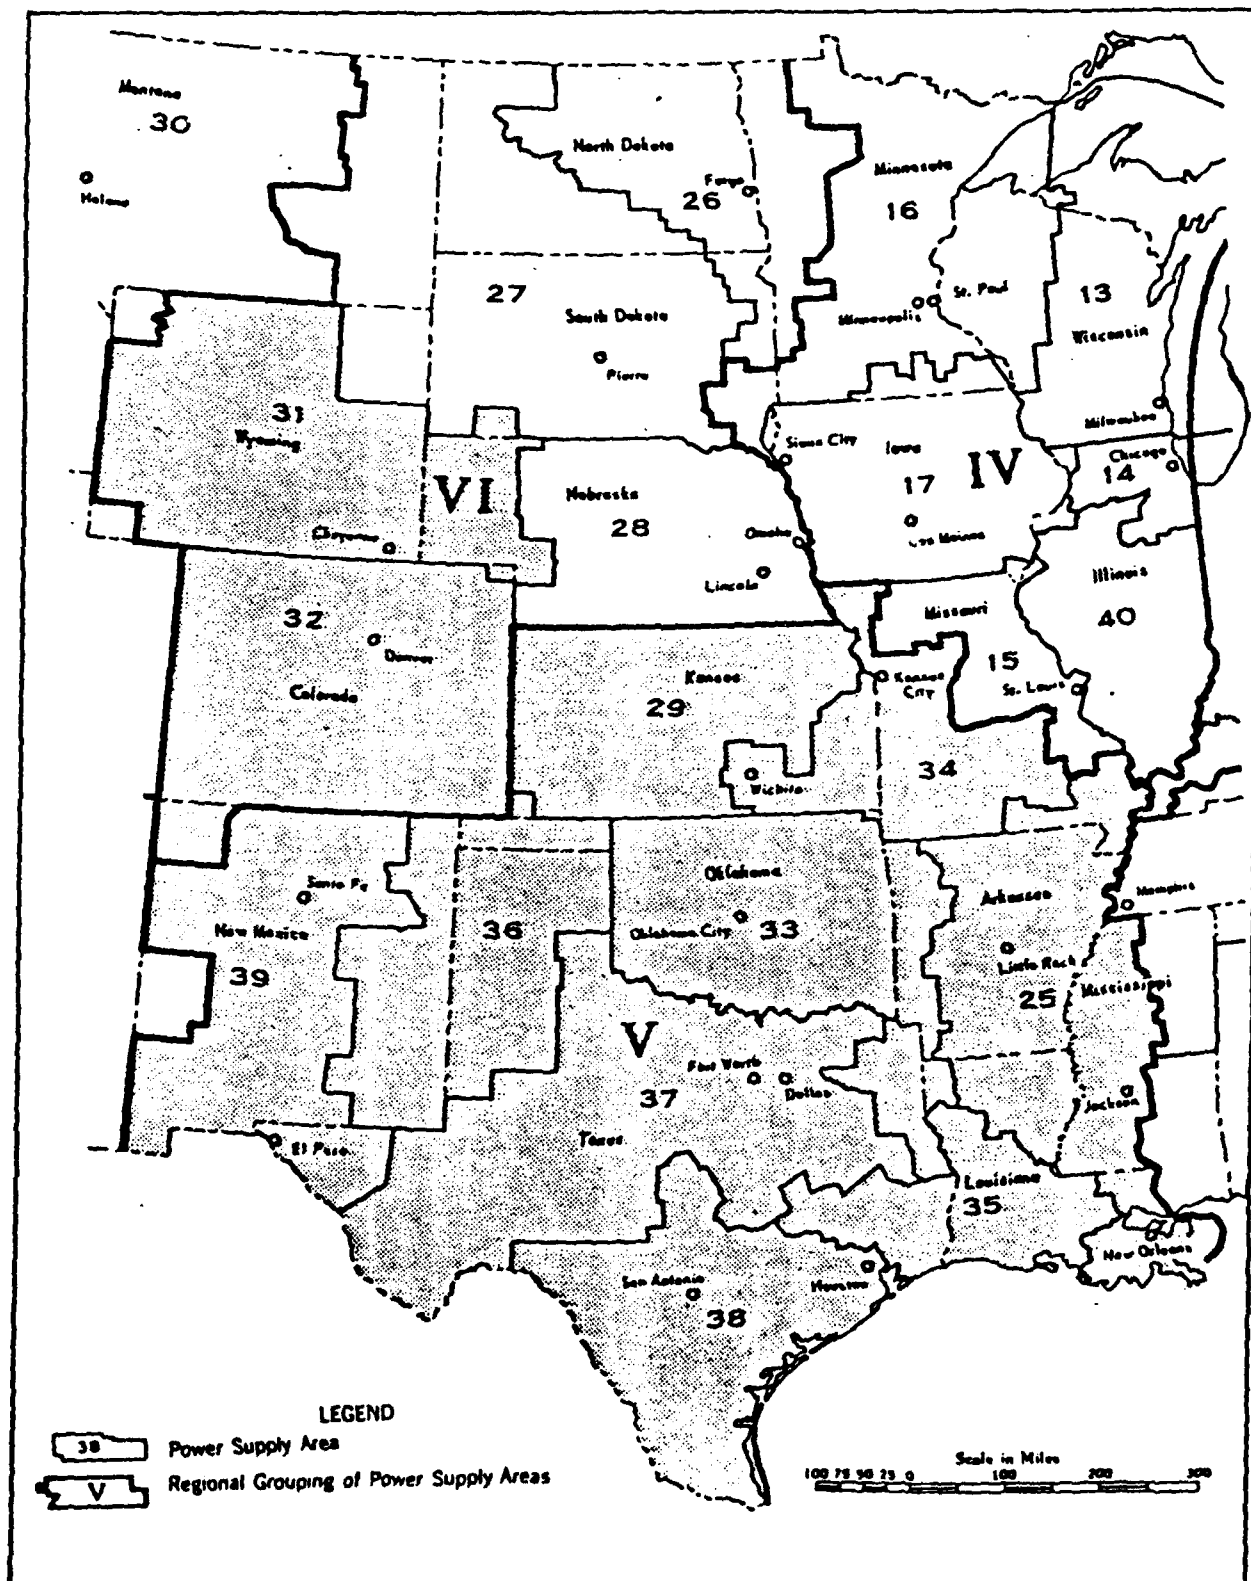 Montana
30
Helena
North Dakota
Fargo
26
Minnesota
16
27
South Dakota
Pierre
St. Paul
Minneapolis
13
Wisconsin
Milwaukee
31
Wyoming
VI
Cheyenne
Nebraska
28
Omaha
Lincoln
Sioux City
Iowa
17
IV
Des Moines
Chicago
14
Illinois
40
Missouri
15
St. Louis
32
Denver
Colorado
Kansas
29
Kansas
City
Wichita
34
Santa Fe
New Mexico
39
36
Oklahoma
Oklahoma City
33
Arkansas
Little Rock
25
Memphis
Mississippi
Jackson
V
Fort Worth
Dallas
37
Texas
El Paso
Louisiana
35
New Orleans
San Antonio
Houston
38
LEGEND
38
Power Supply Area
V
Regional Grouping of Power Supply Areas
Scale in Miles
100 75 50 25 0 100 200 300